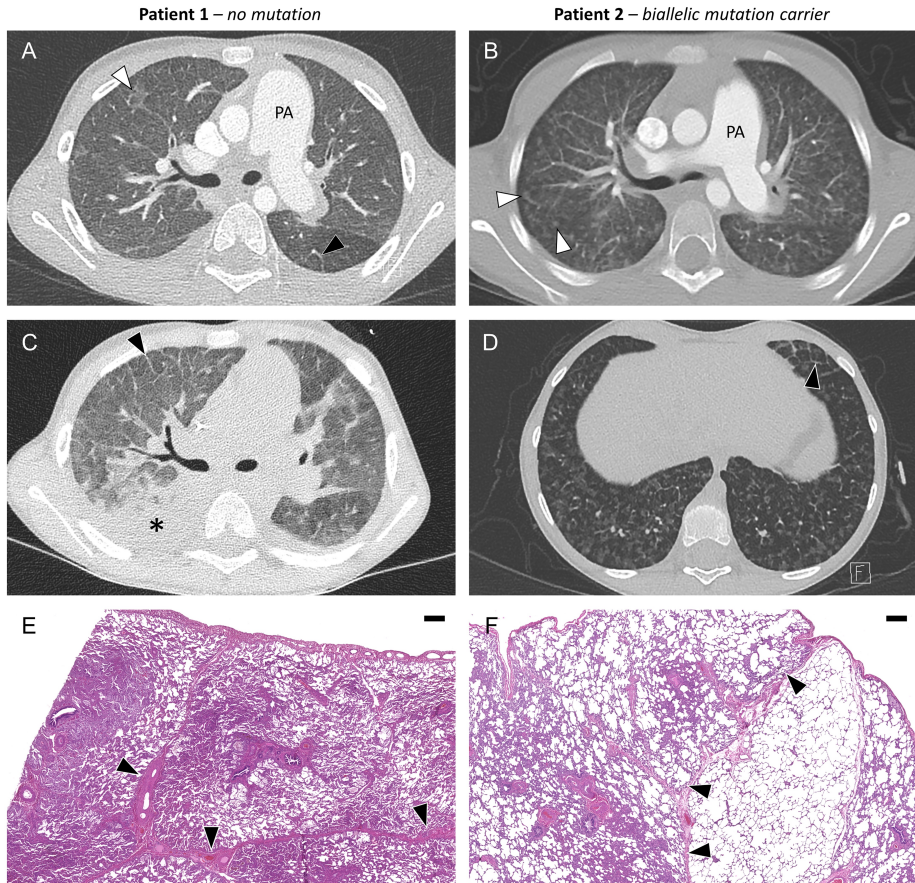 Patient 1 – no mutation
Patient 2 – biallelic mutation carrier
A
PA
B
PA
C
*
D
F
E
F